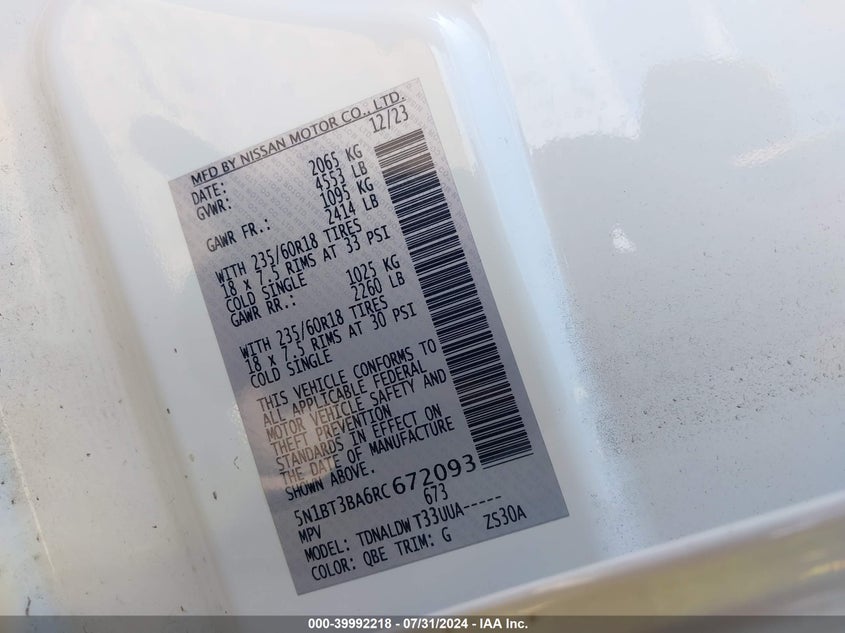 MFD BY NISSAN MOTOR CO., LTD.
DATE: 12/23
GVWR: 2065 KG
4553 LB
GAWR FR.: 1095 KG
2414 LB
WITH 235/60R18 TIRES
18 X 7.5 RIMS AT 33 PSI
COLD SINGLE
GAWR RR.: 1025 KG
2260 LB
WITH 235/60R18 TIRES
18 X 7.5 RIMS AT 30 PSI
COLD SINGLE
THIS VEHICLE CONFORMS TO
ALL APPLICABLE FEDERAL
MOTOR VEHICLE SAFETY AND
THEFT PREVENTION
STANDARDS IN EFFECT ON
THE DATE OF MANUFACTURE
SHOWN ABOVE.
5N1BT3BA6RC672093
MPV 673
MODEL: TDNALDW T33UUA-----
COLOR: QBE TRIM: G ZS30A
000-39992218 - 07/31/2024 - IAA Inc.